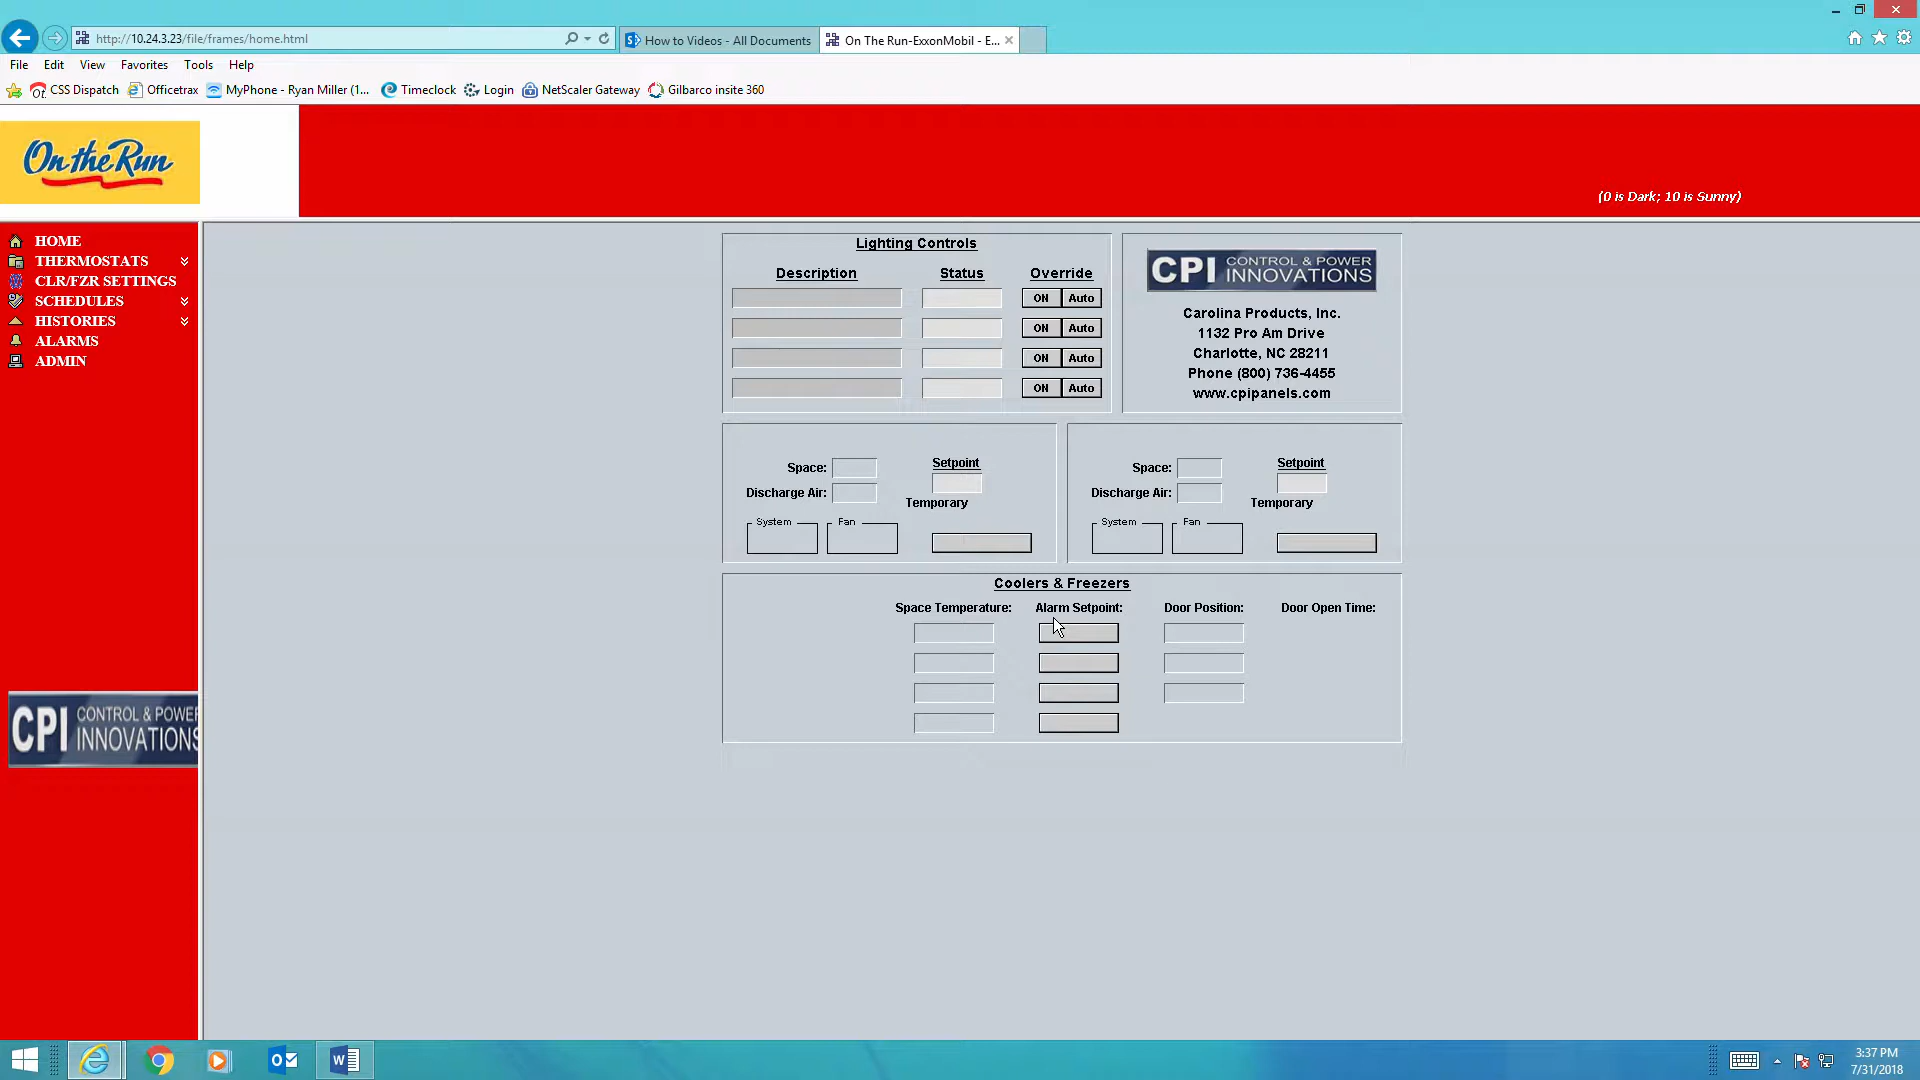 http://10.24.3.23/file/frames/home.html
How to Videos - All Documents
On The Run-ExxonMobil - E...
File Edit View Favorites Tools Help
CSS Dispatch Officetrax MyPhone - Ryan Miller (1... Timeclock Login NetScaler Gateway Gilbarco insite 360
On the Run
(0 is Dark; 10 is Sunny)
HOME
THERMOSTATS
CLR/FZR SETTINGS
SCHEDULES
HISTORIES
ALARMS
ADMIN
CPI CONTROL & POWER INNOVATIONS
Lighting Controls
Description Status Override
ON Auto
ON Auto
ON Auto
ON Auto
CPI CONTROL & POWER INNOVATIONS
Carolina Products, Inc.
1132 Pro Am Drive
Charlotte, NC 28211
Phone (800) 736-4455
www.cpipanels.com
Space: Setpoint
Discharge Air: Temporary
System Fan
Space: Setpoint
Discharge Air: Temporary
System Fan
Coolers & Freezers
Space Temperature: Alarm Setpoint: Door Position: Door Open Time:
3:37 PM
7/31/2018